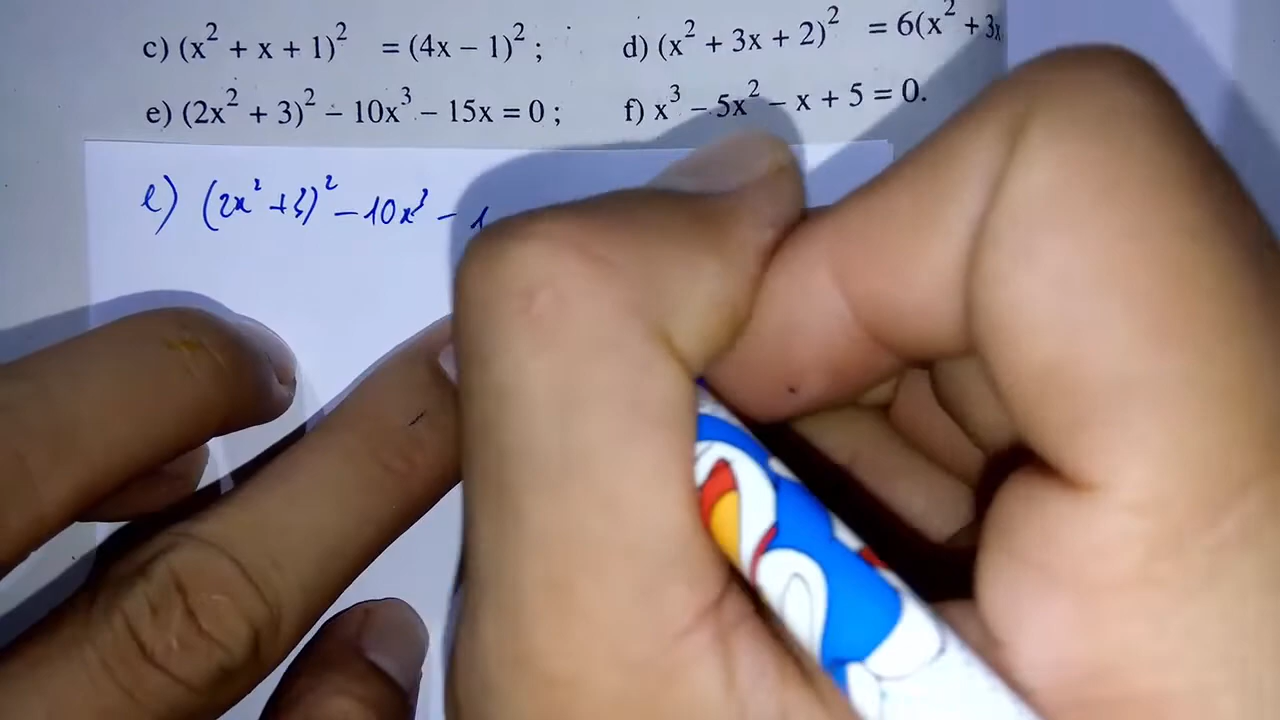 c) (x² + x + 1)² = (4x – 1)² ; d) (x² + 3x + 2)² = 6(x² + 3x
e) (2x² + 3)² – 10x³ – 15x = 0 ; f) x³ – 5x² – x + 5 = 0.
e) (2x² + 3)² – 10x³ – 1